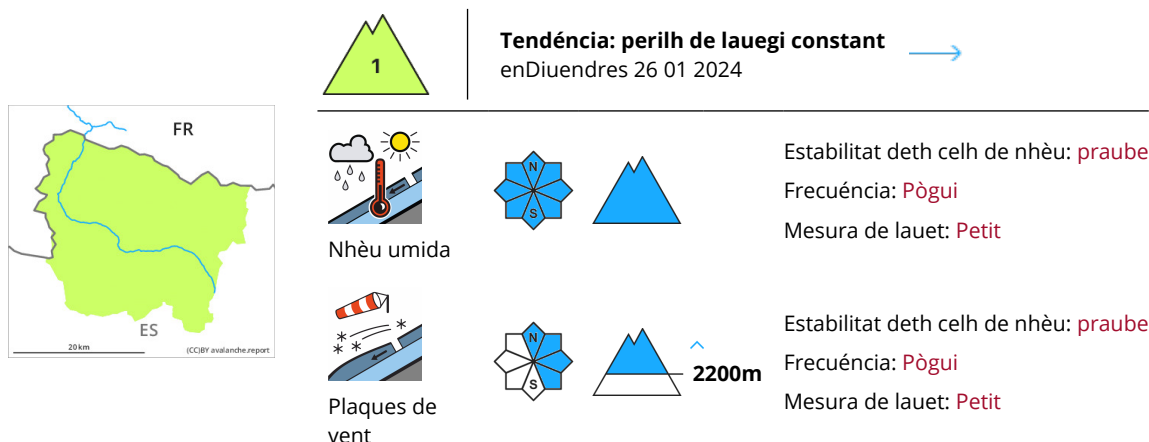 1
Tendéncia: perilh de lauegi constant
enDiuendres 26 01 2024
FR
ES
20 km
(CC)BY avalanche.report
N
S
Nhèu umida
Estabilitat deth celh de nhèu: praube
Frecuéncia: Pògui
Mesura de lauet: Petit
N
S
2200m
Plaques de
vent
Estabilitat deth celh de nhèu: praube
Frecuéncia: Pògui
Mesura de lauet: Petit